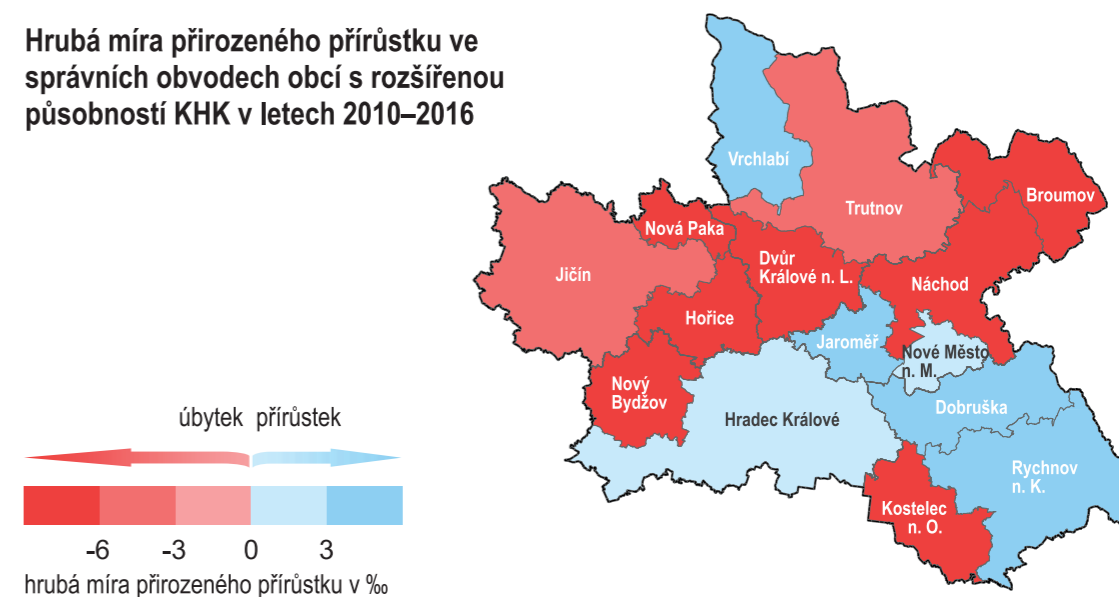 Hrubá míra přirozeného přírůstku ve
správních obvodech obcí s rozšířenou
působností KHK v letech 2010–2016
Vrchlabí
Trutnov
Broumov
Nová Paka
Jičín
Dvůr
Králové n. L.
Náchod
Hořice
Jaroměř
Nové Město
n. M.
Nový
Bydžov
Hradec Králové
Dobruška
Rychnov
n. K.
Kostelec
n. O.
úbytek přírůstek
-6 -3 0 3
hrubá míra přirozeného přírůstku v ‰